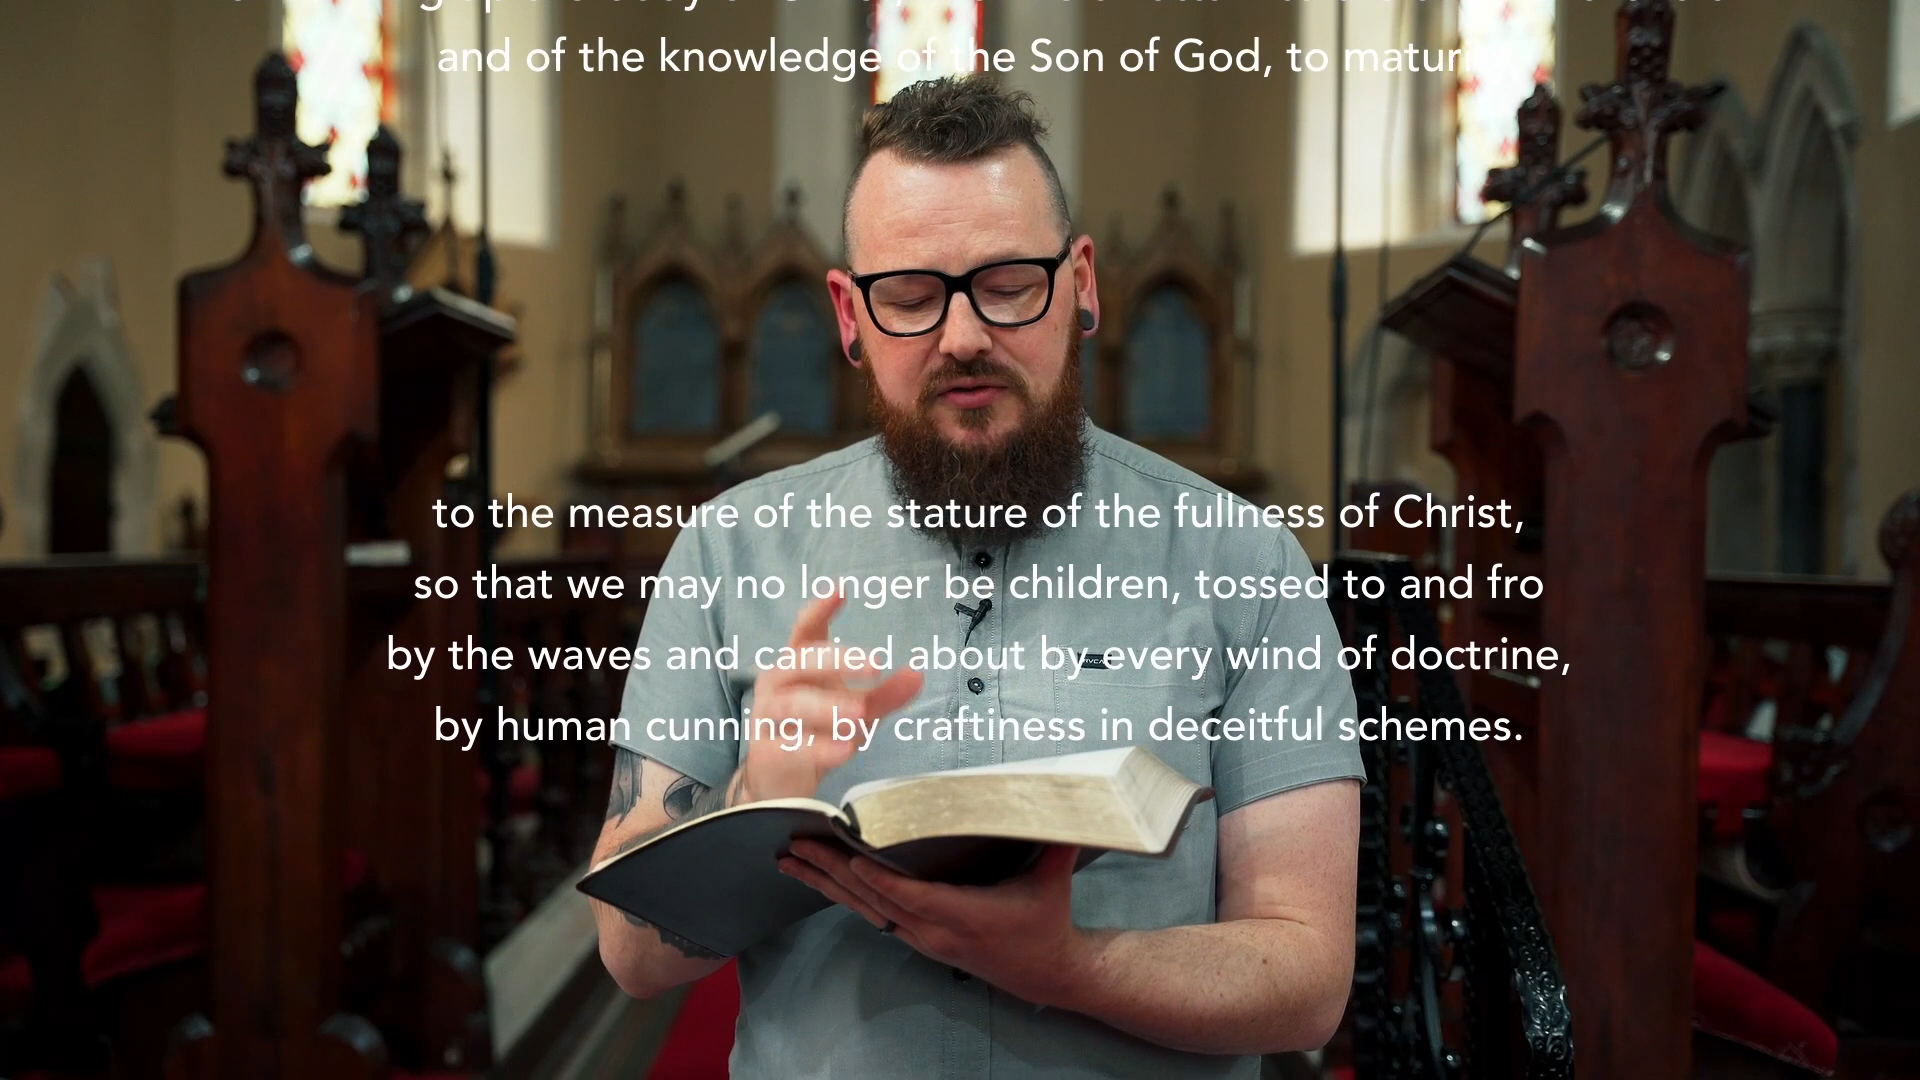 and of the knowledge of the Son of God, to maturi
to the measure of the stature of the fullness of Christ,
so that we may no longer be children, tossed to and fro
by the waves and carried about by every wind of doctrine,
by human cunning, by craftiness in deceitful schemes.